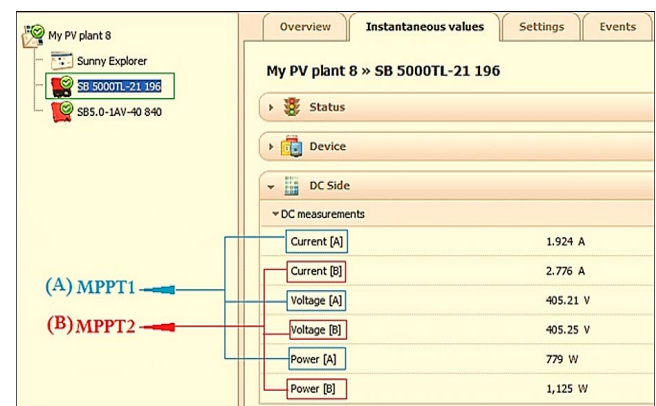 My PV plant 8
Sunny Explorer
SB 5000TL-21 196
SB5.0-1AV-40 840
Overview
Instantaneous values
Settings
Events
My PV plant 8 » SB 5000TL-21 196
Status
Device
DC Side
DC measurements
Current [A] 1.924 A
Current [B] 2.776 A
(A) MPPT1
Voltage [A] 405.21 V
(B) MPPT2
Voltage [B] 405.25 V
Power [A] 779 W
Power [B] 1,125 W